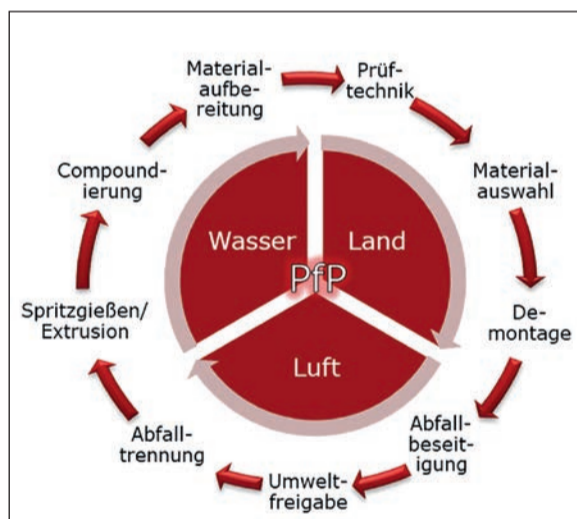 Material-
aufbe-
reitung
Prüf-
technik
Material-
auswahl
De-
montage
Abfall-
beseit-
igung
Umwelt-
freigabe
Abfall-
trennung
Spritzgießen/
Extrusion
Compound-
ierung
Wasser
Land
PfP
Luft